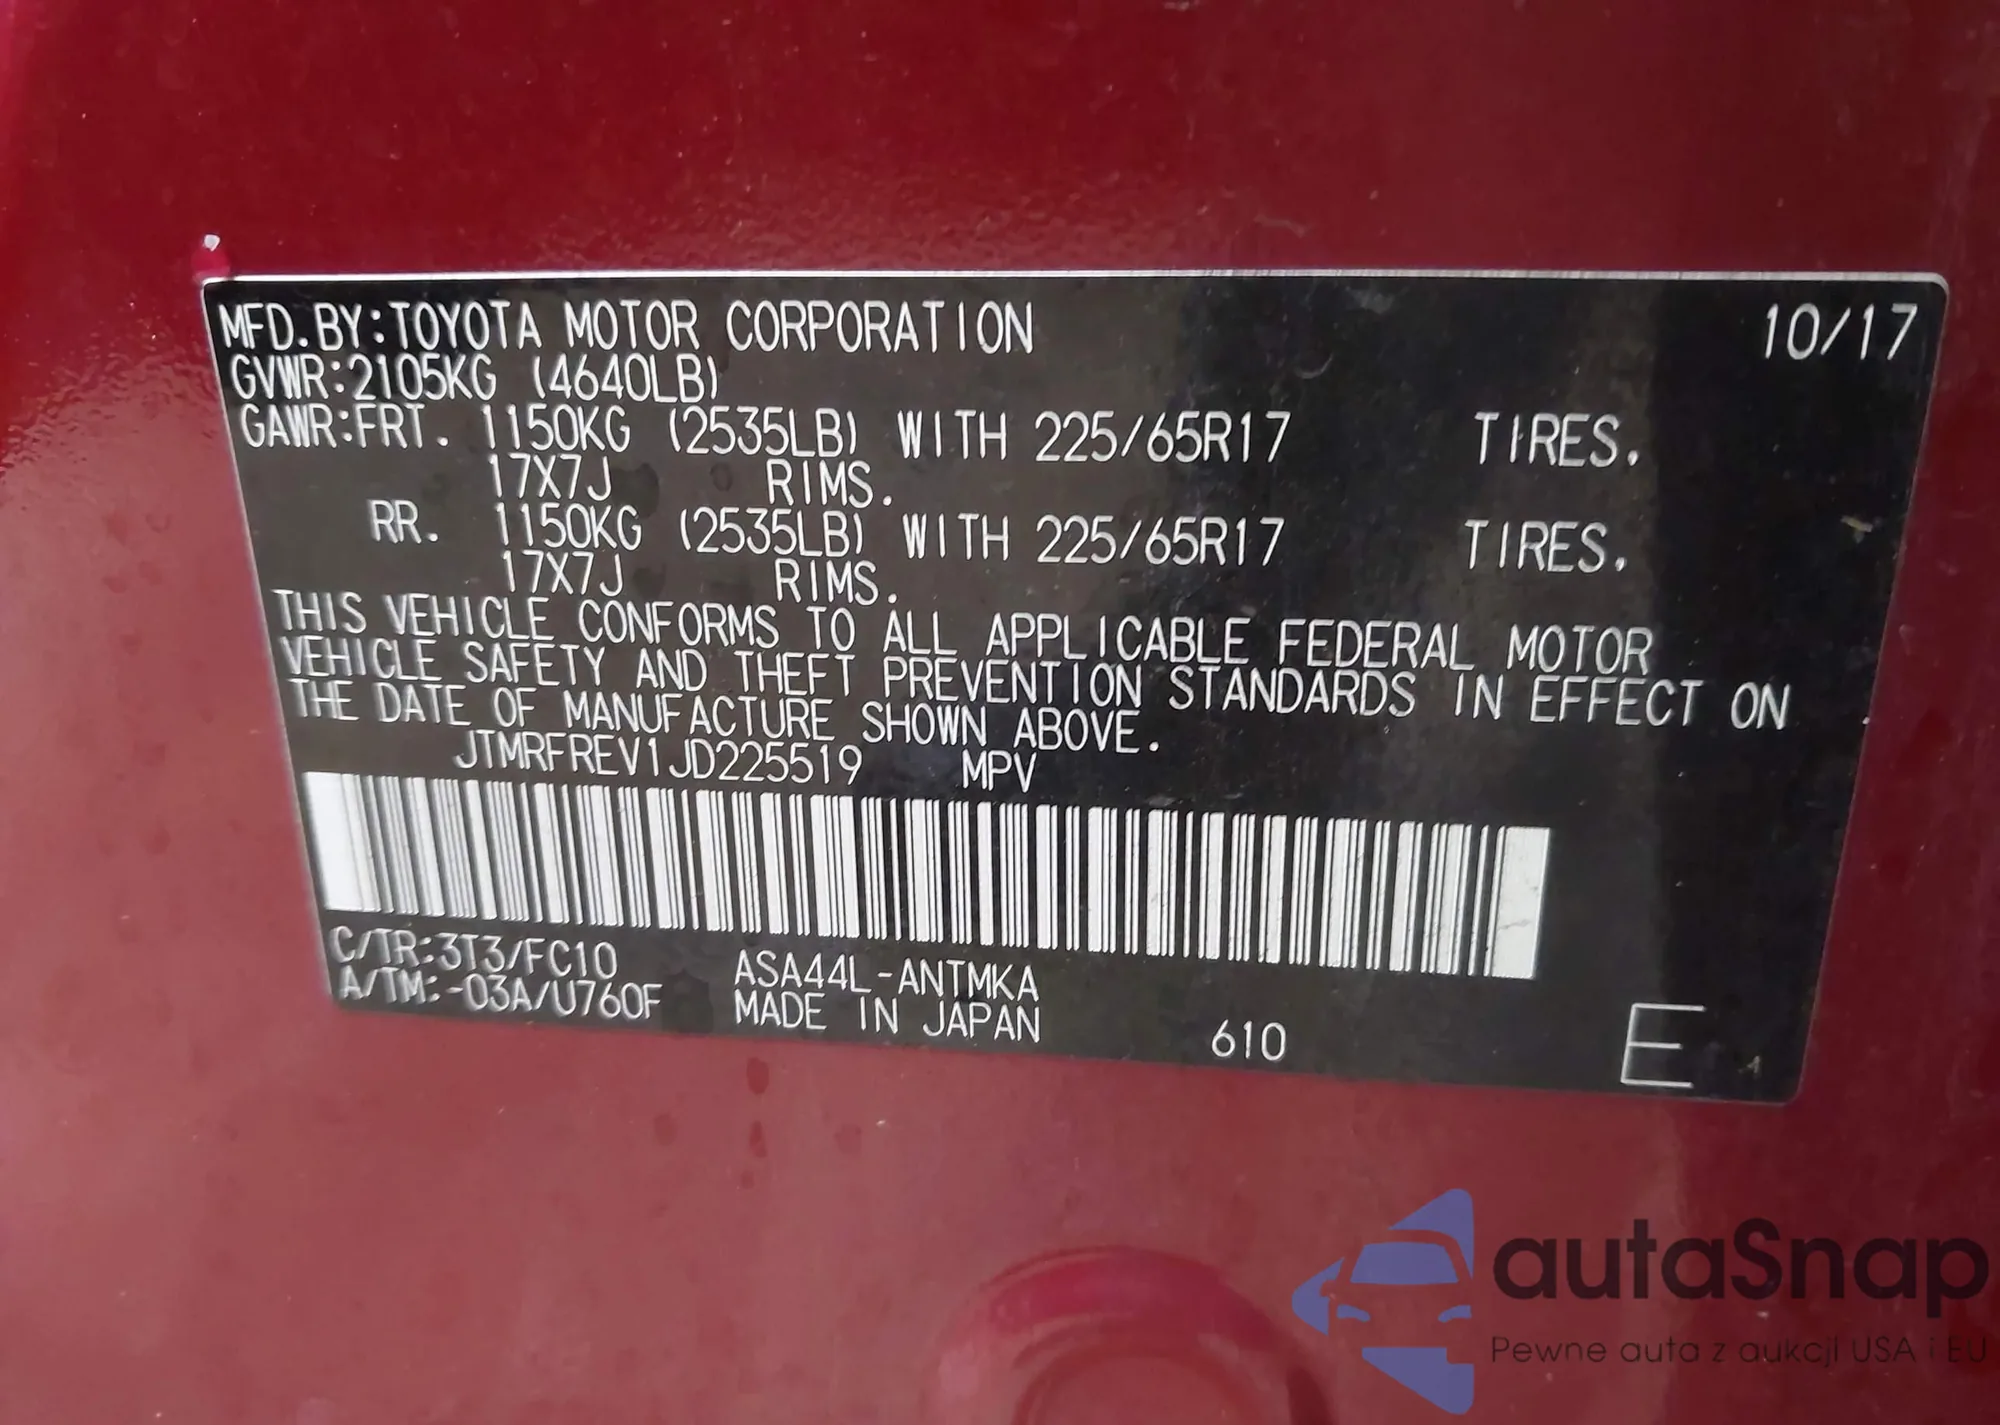 MFD.BY:TOYOTA MOTOR CORPORATION 10/17
GVWR:2105KG (4640LB)
GAWR:FRT. 1150KG (2535LB) WITH 225/65R17 TIRES.
17X7J RIMS.
RR. 1150KG (2535LB) WITH 225/65R17 TIRES.
17X7J RIMS.
THIS VEHICLE CONFORMS TO ALL APPLICABLE FEDERAL MOTOR
VEHICLE SAFETY AND THEFT PREVENTION STANDARDS IN EFFECT ON
THE DATE OF MANUFACTURE SHOWN ABOVE.
JTMRFREV1JD225519 MPV
C/TR:3T3/FC10 ASA44L-ANTMKA
A/TM:-03A/U760F MADE IN JAPAN 610 E
autaSnap
Pewne auta z aukcji USA i EU